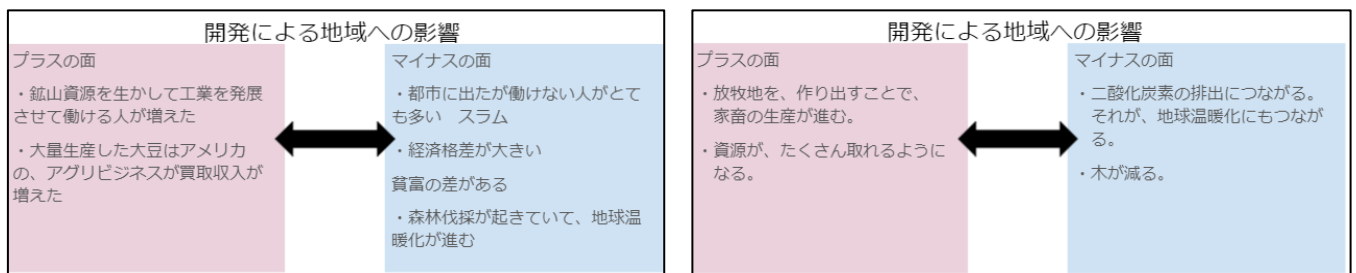 開発による地域への影響
プラスの面
・鉱山資源を生かして工業を発展
させて働ける人が増えた
・大量生産した大豆はアメリカ
の、アグリビジネスが買取収入が
増えた
マイナスの面
・都市に出たが働けない人がとて
も多い　スラム
・経済格差が大きい
貧富の差がある
・森林伐採が起きていて、地球温
暖化が進む
開発による地域への影響
プラスの面
・放牧地を、作り出すことで、
家畜の生産が進む。
・資源が、たくさん取れるように
なる。
マイナスの面
・二酸化炭素の排出につながる。
それが、地球温暖化にもつなが
る。
・木が減る。